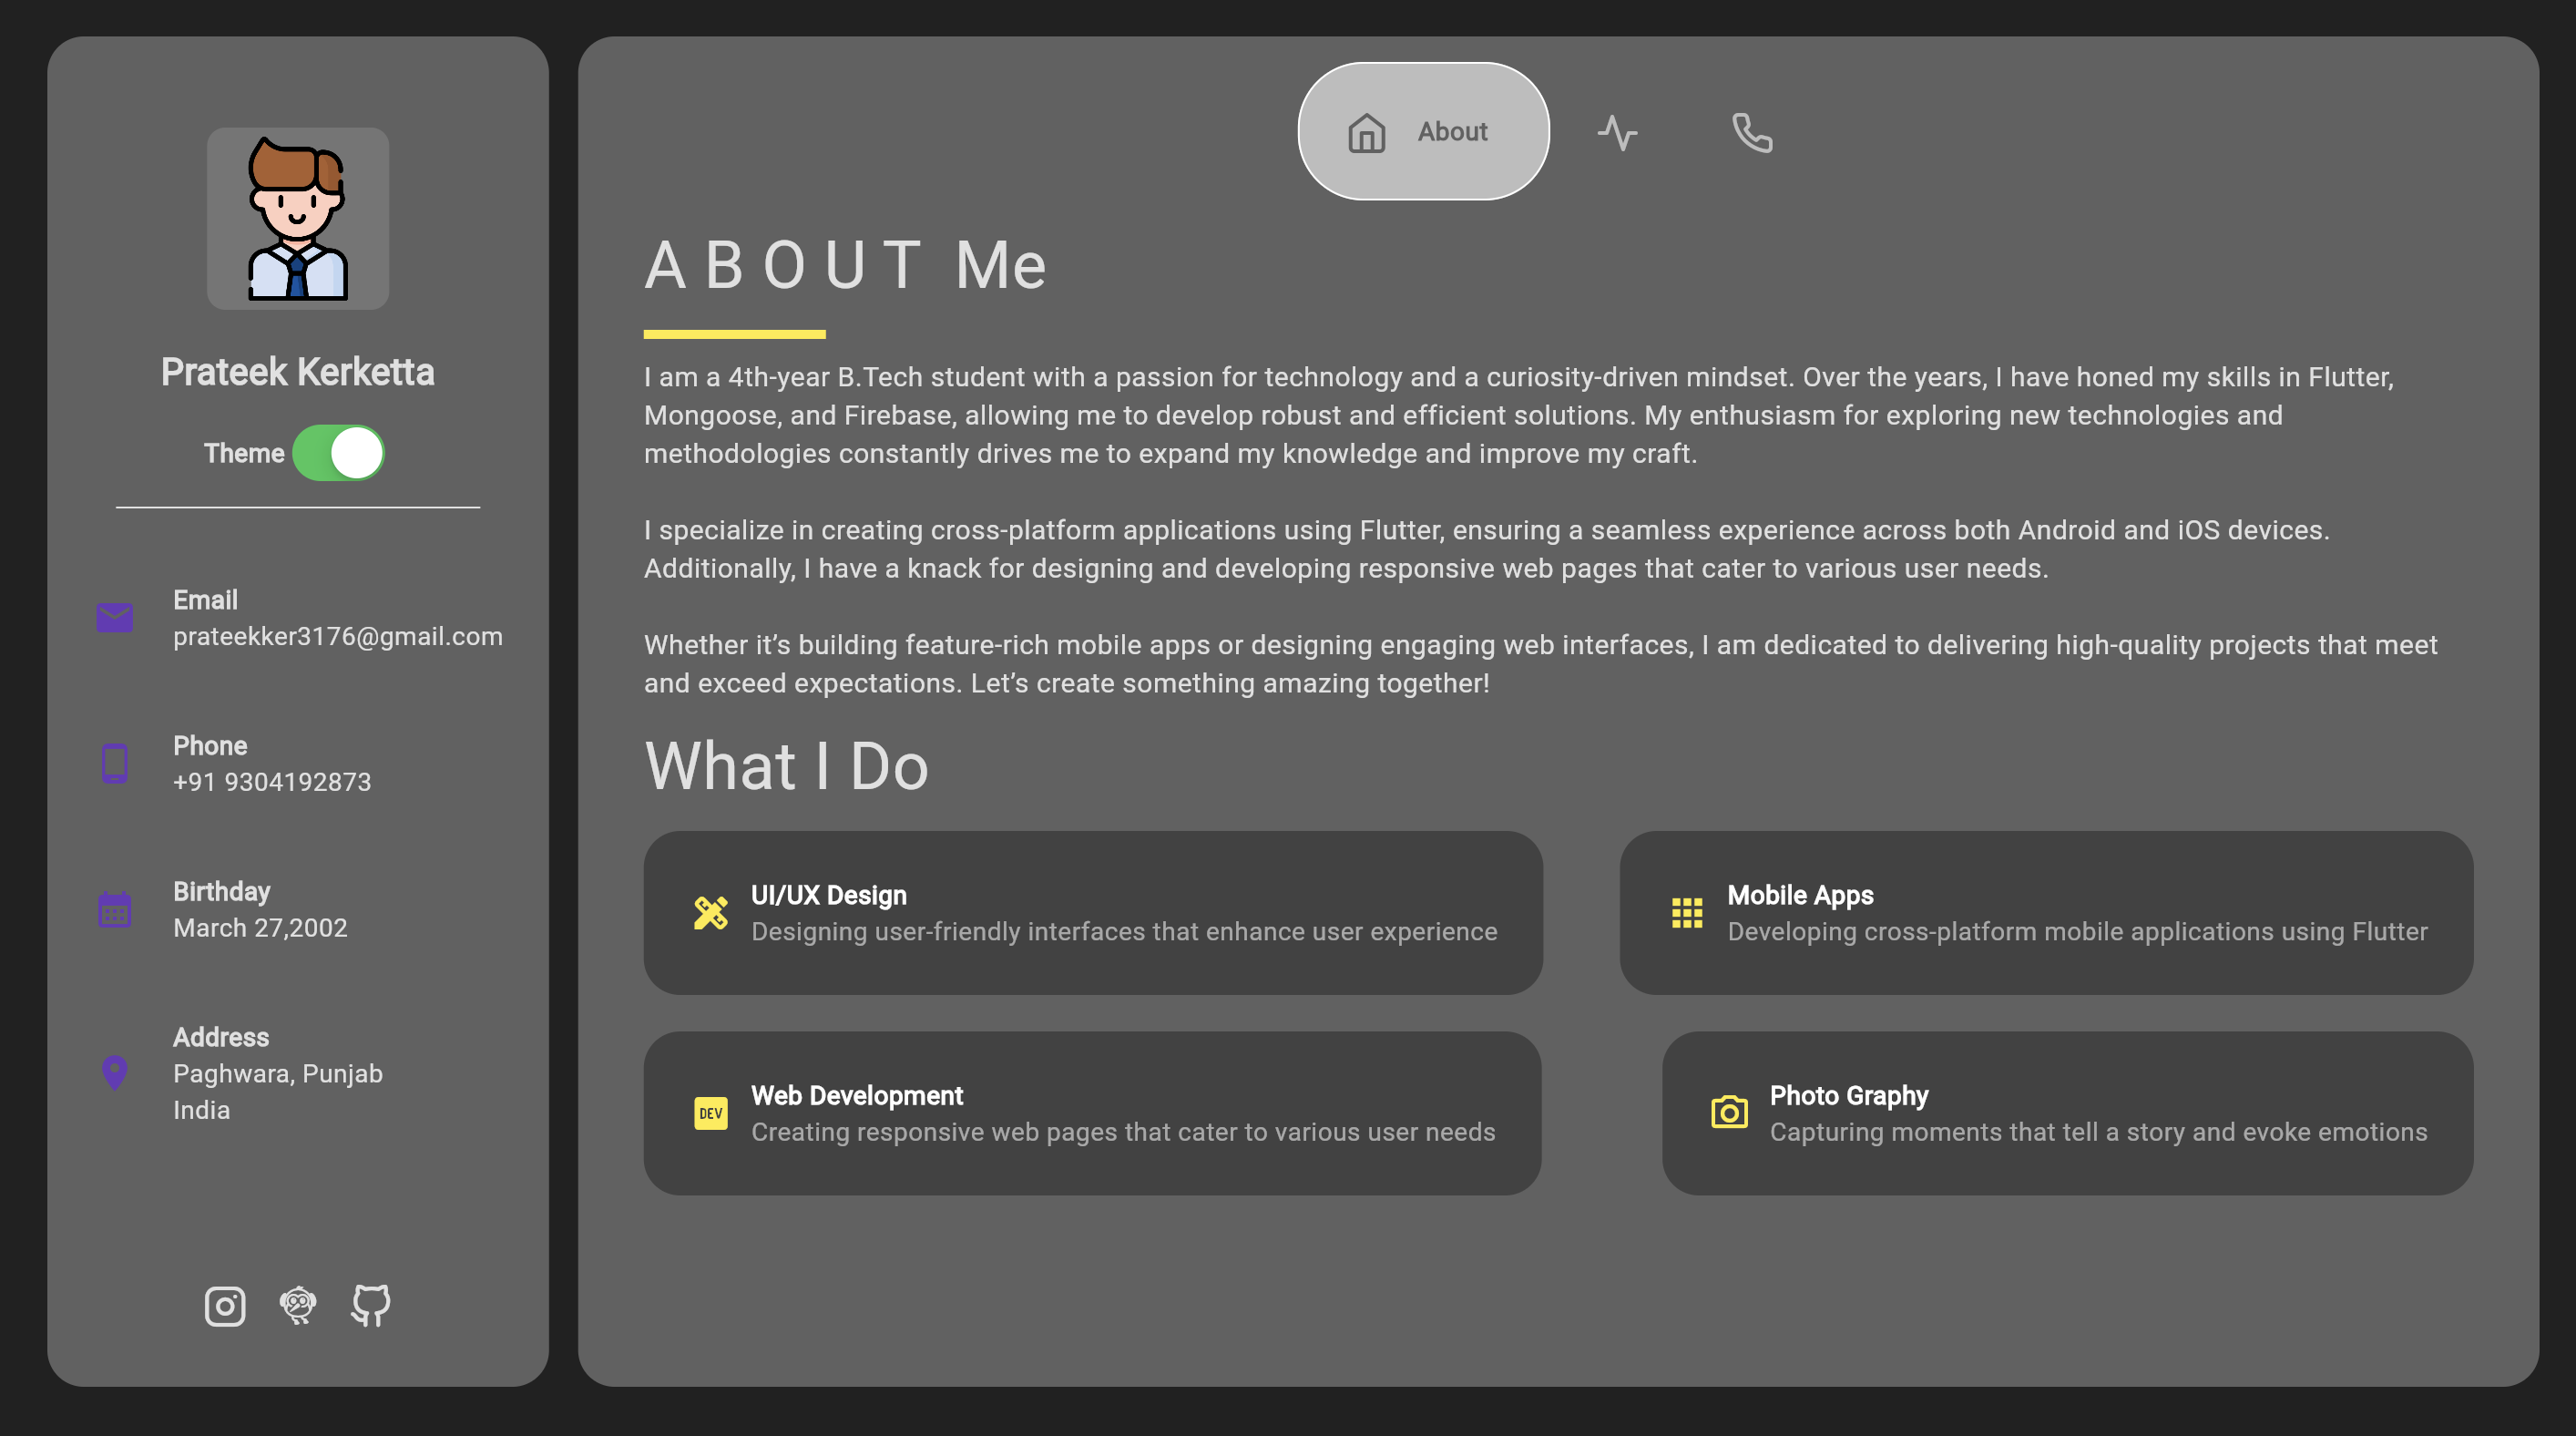 Prateek Kerketta
Theme
Email
prateekker3176@gmail.com
Phone
+91 9304192873
Birthday
March 27,2002
Address
Paghwara, Punjab
India
About
A B O U T  Me
I am a 4th-year B.Tech student with a passion for technology and a curiosity-driven mindset. Over the years, I have honed my skills in Flutter,
Mongoose, and Firebase, allowing me to develop robust and efficient solutions. My enthusiasm for exploring new technologies and
methodologies constantly drives me to expand my knowledge and improve my craft.
I specialize in creating cross-platform applications using Flutter, ensuring a seamless experience across both Android and iOS devices.
Additionally, I have a knack for designing and developing responsive web pages that cater to various user needs.
Whether it’s building feature-rich mobile apps or designing engaging web interfaces, I am dedicated to delivering high-quality projects that meet
and exceed expectations. Let’s create something amazing together!
What I Do
UI/UX Design
Designing user-friendly interfaces that enhance user experience
Mobile Apps
Developing cross-platform mobile applications using Flutter
DEV
Web Development
Creating responsive web pages that cater to various user needs
Photo Graphy
Capturing moments that tell a story and evoke emotions